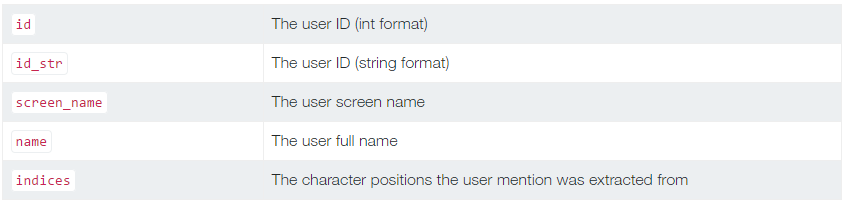 id The user ID (int format)
id_str The user ID (string format)
screen_name The user screen name
name The user full name
indices The character positions the user mention was extracted from